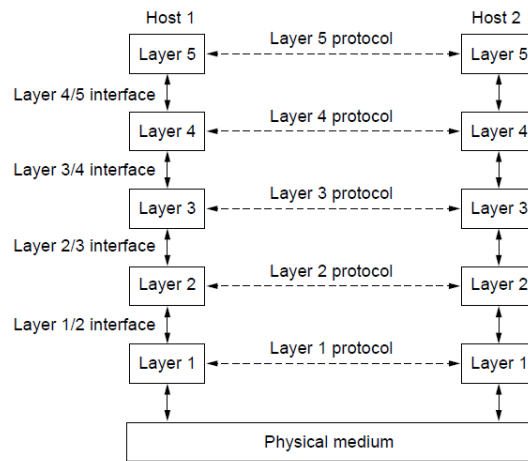 Host 1 Host 2
Layer 5 Layer 5 protocol Layer 5
Layer 4/5 interface
Layer 4 Layer 4 protocol Layer 4
Layer 3/4 interface
Layer 3 Layer 3 protocol Layer 3
Layer 2/3 interface
Layer 2 Layer 2 protocol Layer 2
Layer 1/2 interface
Layer 1 Layer 1 protocol Layer 1
Physical medium